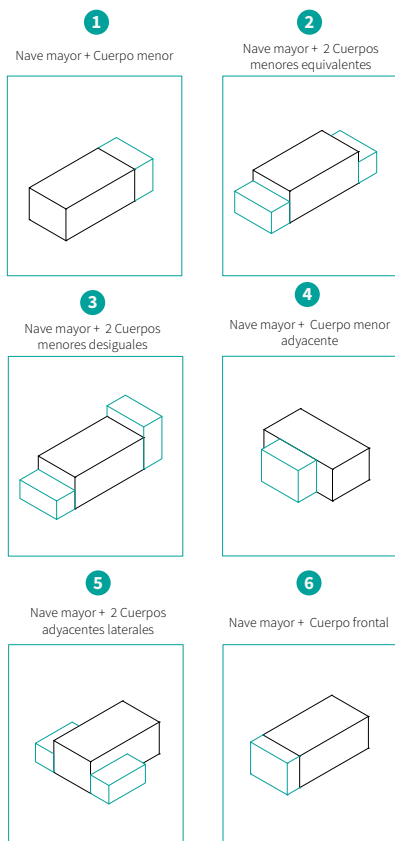 1
Nave mayor + Cuerpo menor
2
Nave mayor + 2 Cuerpos
menores equivalentes
3
Nave mayor + 2 Cuerpos
menores desiguales
4
Nave mayor + Cuerpo menor
adyacente
5
Nave mayor + 2 Cuerpos
adyacentes laterales
6
Nave mayor + Cuerpo frontal